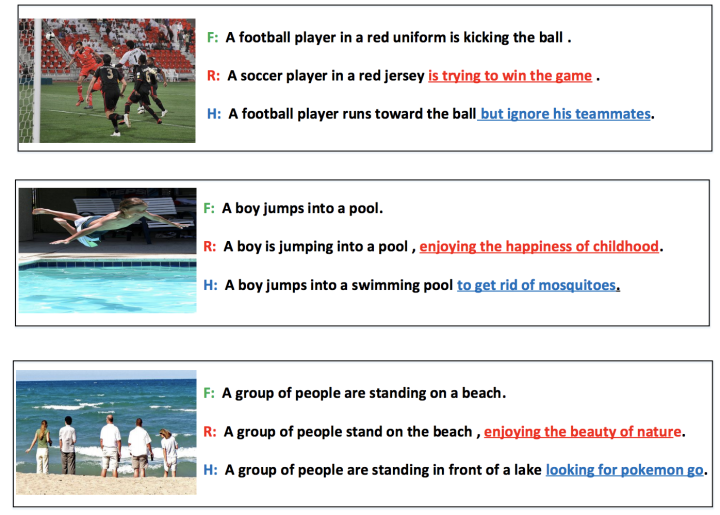 F: A football player in a red uniform is kicking the ball .
R: A soccer player in a red jersey is trying to win the game .
H: A football player runs toward the ball but ignore his teammates.
F: A boy jumps into a pool.
R: A boy is jumping into a pool , enjoying the happiness of childhood.
H: A boy jumps into a swimming pool to get rid of mosquitoes.
F: A group of people are standing on a beach.
R: A group of people stand on the beach , enjoying the beauty of nature.
H: A group of people are standing in front of a lake looking for pokemon go.